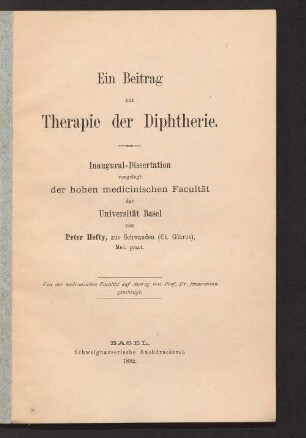 Ein Beitrag
zur
Therapie der Diphtherie.
Inaugural-Dissertation
vorgelegt
der hohen medicinischen Facultät
der
Universität Basel
von
Peter Hefty, aus Schwanden (Ct. Glarus),
Med. pract.
Von der medicinischen Facultät auf Antrag von Prof. Dr. Immermann
genehmigt.
BASEL.
Schweighauserische Buchdruckerei.